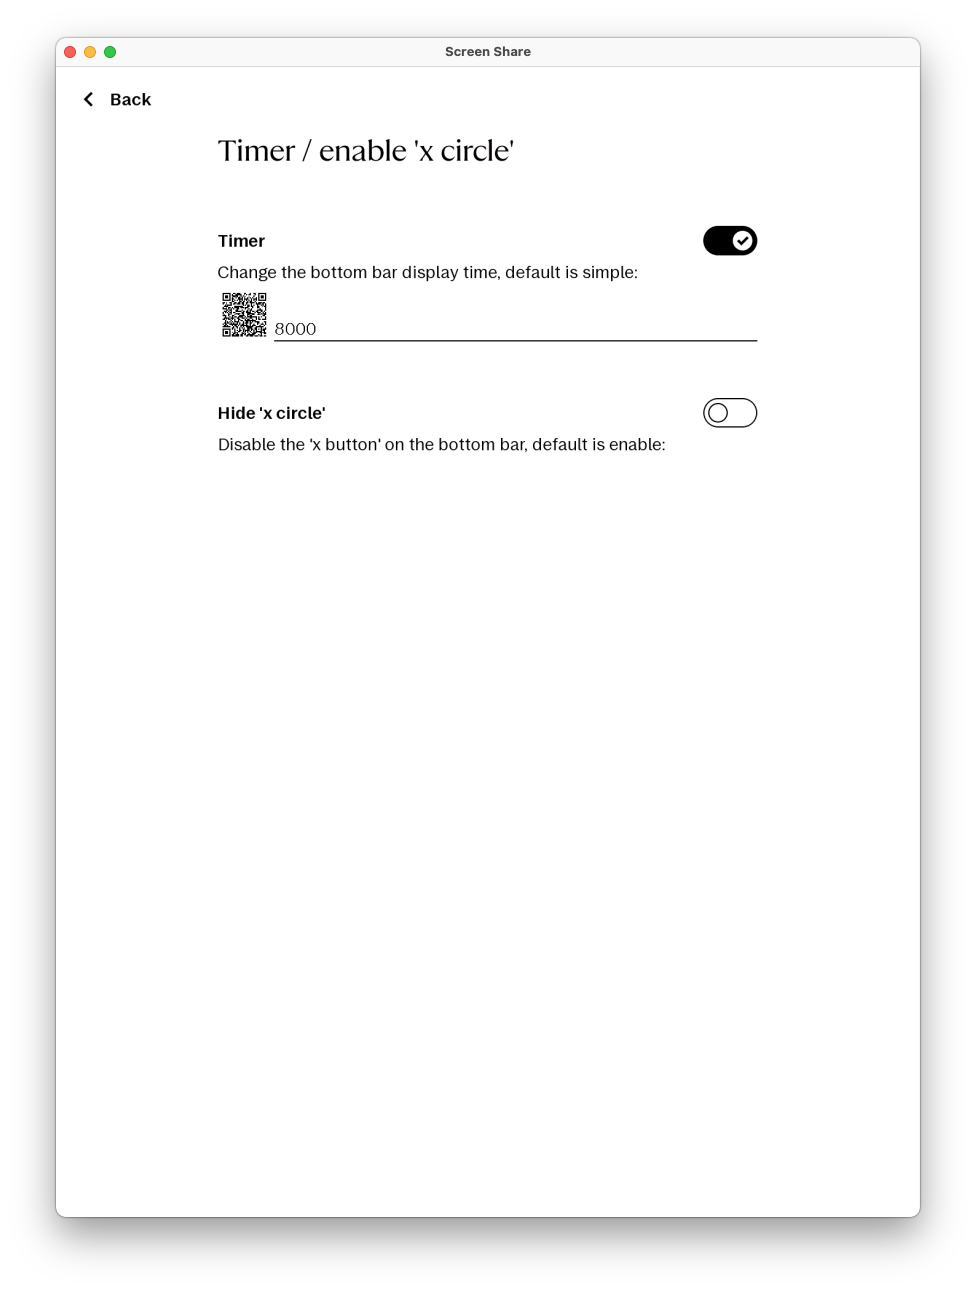 Screen Share
Back
Timer / enable 'x circle'
Timer
Change the bottom bar display time, default is simple:
8000
Hide 'x circle'
Disable the 'x button' on the bottom bar, default is enable: